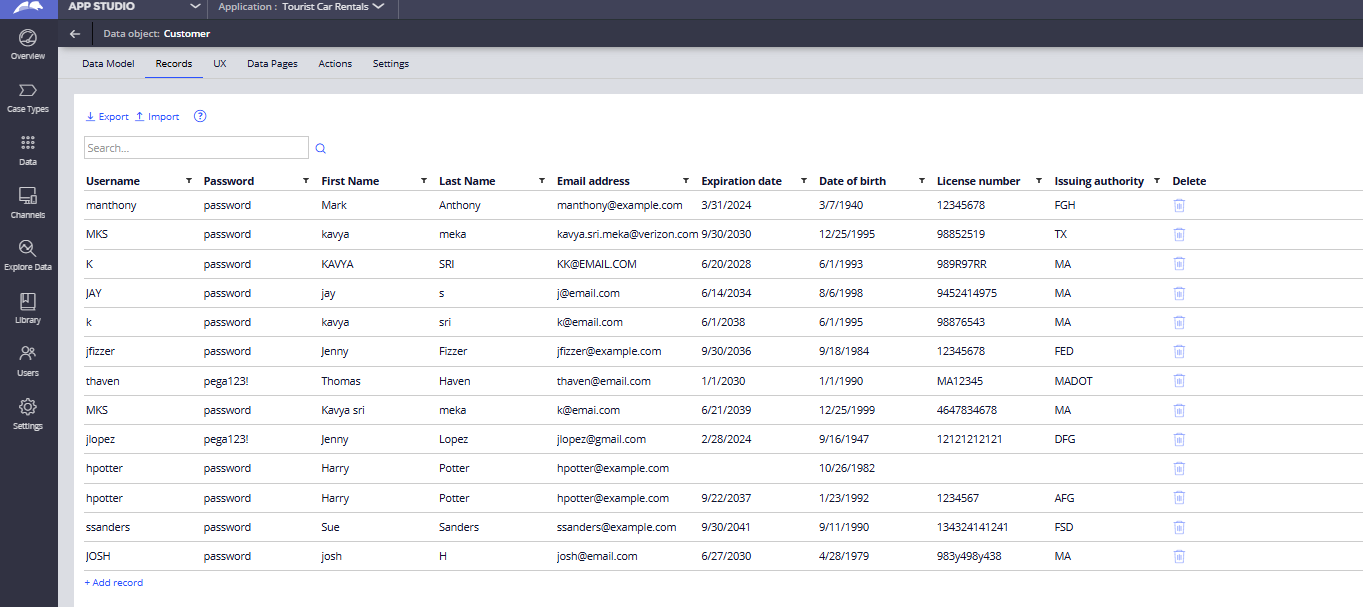 APP STUDIO Application : Tourist Car Rentals
Data object: Customer
Overview
Case Types
Data
Channels
Explore Data
Library
Users
Settings
Data Model Records UX Data Pages Actions Settings
Export Import ?
Search...
Username Password First Name Last Name Email address Expiration date Date of birth License number Issuing authority Delete
manthony password Mark Anthony manthony@example.com 3/31/2024 3/7/1940 12345678 FGH
MKS password kavya meka kavya.sri.meka@verizon.com 9/30/2030 12/25/1995 98852519 TX
K password KAVYA SRI KK@EMAIL.COM 6/20/2028 6/1/1993 989R97RR MA
JAY password jay s j@email.com 6/14/2034 8/6/1998 9452414975 MA
k password kavya sri k@email.com 6/1/2038 6/1/1995 98876543 MA
jfizzer password Jenny Fizzer jfizzer@example.com 9/30/2036 9/18/1984 12345678 FED
thaven pega123! Thomas Haven thaven@email.com 1/1/2030 1/1/1990 MA12345 MADOT
MKS password Kavya sri meka k@emai.com 6/21/2039 12/25/1999 4647834678 MA
jlopez pega123! Jenny Lopez jlopez@gmail.com 2/28/2024 9/16/1947 12121212121 DFG
hpotter password Harry Potter hpotter@example.com 10/26/1982
hpotter password Harry Potter hpotter@example.com 9/22/2037 1/23/1992 1234567 AFG
ssanders password Sue Sanders ssanders@example.com 9/30/2041 9/11/1990 134324141241 FSD
JOSH password josh H josh@email.com 6/27/2030 4/28/1979 983y498y438 MA
+ Add record